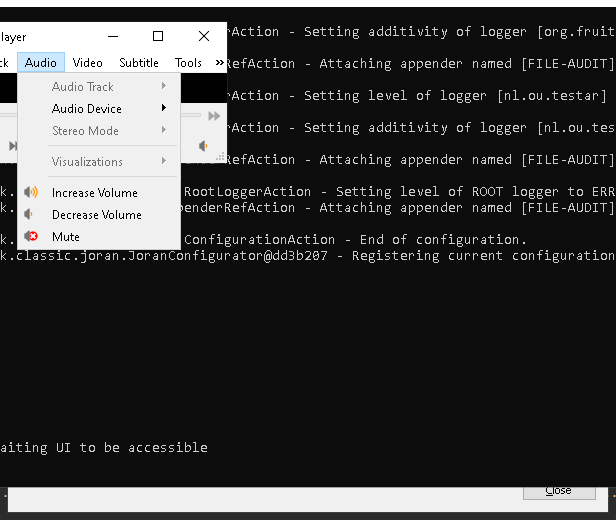 layer
rAction - Setting additivity of logger [org.fruit
ck Audio Video Subtitle Tools »
RefAction - Attaching appender named [FILE-AUDIT]
Audio Track
rAction - Setting level of logger [nl.ou.testar]
Audio Device
Stereo Mode
rAction - Setting additivity of logger [nl.ou.tes
Visualizations
RefAction - Attaching appender named [FILE-AUDIT]
Increase Volume
k. RootLoggerAction - Setting level of ROOT logger to ERR
k. penderRefAction - Attaching appender named [FILE-AUDIT]
Decrease Volume
Mute
k. ConfigurationAction - End of configuration.
k.classic.joran.JoranConfigurator@dd3b207 - Registering current configuration
aiting UI to be accessible
Close